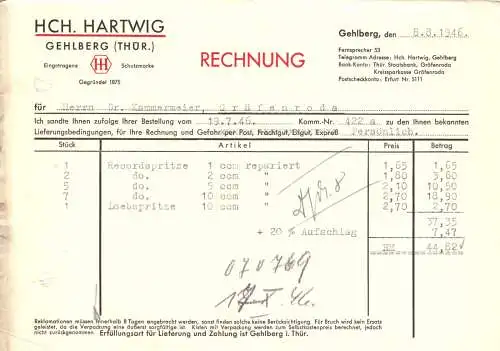 HCH. HARTWIG
GEHLBERG (THÜR.)
Eingetragene HH Schutzmarke
Gegründet 1875
RECHNUNG
Gehlberg, den 8.8.1946.
Fernsprecher 53
Telegramm-Adresse: Hch. Hartwig, Gehlberg
Bank-Konto: Thür. Staatsbank, Gräfenroda
Kreissparkasse Gräfenroda
Postscheckkonto: Erfurt Nr. 5111
für Herrn Dr. Kammermeier, Gräfenroda
Ich sandte Ihnen zufolge Ihrer Bestellung vom 19.7.46. Komm.-Nr. 422 a zu den Ihnen bekannten
Lieferungsbedingungen, für Ihre Rechnung und Gefahr per Post, Frachtgut, Eilgut, Expreß Persönlich.
Stück Artikel Preis Betrag
1 Recordspritze 1 ccm repariert 1,65 1,65
2 do. 2 ccm " 1,80 3,60
5 do. 5 ccm " 2,10 10,50
7 do. 10 ccm " 2,70 18,90
1 Luebspritze 10 ccm " 2,70 2,70
37,35
+ 20 % Aufschlag 7,47
RM 44,82
070769
17. X. 46.
Reklamationen müssen innerhalb 8 Tagen angebracht werden, sonst finden solche keine Berücksichtigung. Für Bruch wird kein Ersatz
geleistet, da die Verpackung eine äußerst sorgfältige ist. Kisten mit Verpackung werden zum Selbstkostenpreis berechnet, jedoch
nicht zurückgenommen. Erfüllungsort für Lieferung und Zahlung ist Gehlberg i. Thür.